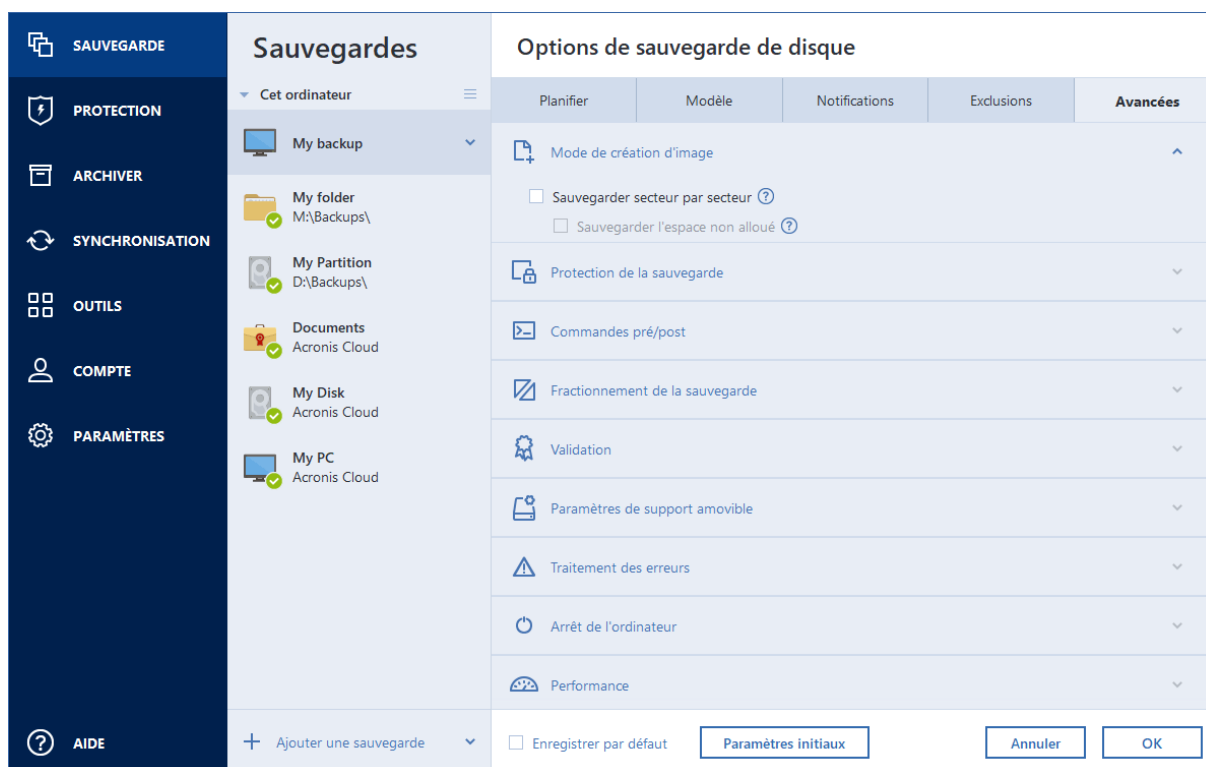 SAUVEGARDE
PROTECTION
ARCHIVER
SYNCHRONISATION
OUTILS
COMPTE
PARAMÈTRES
AIDE
Sauvegardes
Cet ordinateur
My backup
My folder
M:\Backups\
My Partition
D:\Backups\
Documents
Acronis Cloud
My Disk
Acronis Cloud
My PC
Acronis Cloud
Ajouter une sauvegarde
Options de sauvegarde de disque
Planifier Modèle Notifications Exclusions Avancées
Mode de création d'image
Sauvegarder secteur par secteur ?
Sauvegarder l'espace non alloué ?
Protection de la sauvegarde
Commandes pré/post
Fractionnement de la sauvegarde
Validation
Paramètres de support amovible
Traitement des erreurs
Arrêt de l'ordinateur
Performance
Enregistrer par défaut Paramètres initiaux Annuler OK